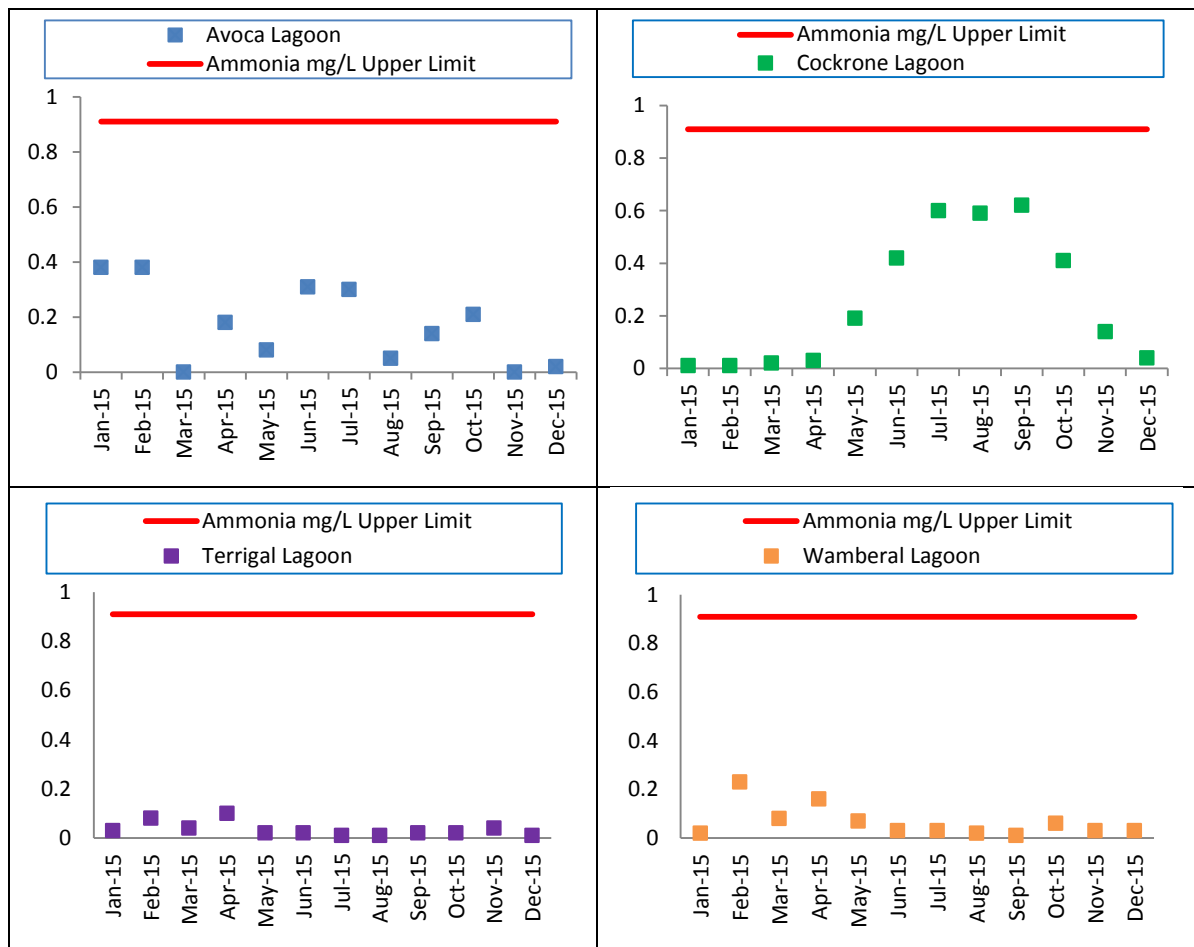 Avoca Lagoon
Ammonia mg/L Upper Limit
1
0.8
0.6
0.4
0.2
0
Jan-15
Feb-15
Mar-15
Apr-15
May-15
Jun-15
Jul-15
Aug-15
Sep-15
Oct-15
Nov-15
Dec-15
Ammonia mg/L Upper Limit
Cockrone Lagoon
1
0.8
0.6
0.4
0.2
0
Jan-15
Feb-15
Mar-15
Apr-15
May-15
Jun-15
Jul-15
Aug-15
Sep-15
Oct-15
Nov-15
Dec-15
Ammonia mg/L Upper Limit
Terrigal Lagoon
1
0.8
0.6
0.4
0.2
0
Jan-15
Feb-15
Mar-15
Apr-15
May-15
Jun-15
Jul-15
Aug-15
Sep-15
Oct-15
Nov-15
Dec-15
Ammonia mg/L Upper Limit
Wamberal Lagoon
1
0.8
0.6
0.4
0.2
0
Jan-15
Feb-15
Mar-15
Apr-15
May-15
Jun-15
Jul-15
Aug-15
Sep-15
Oct-15
Nov-15
Dec-15